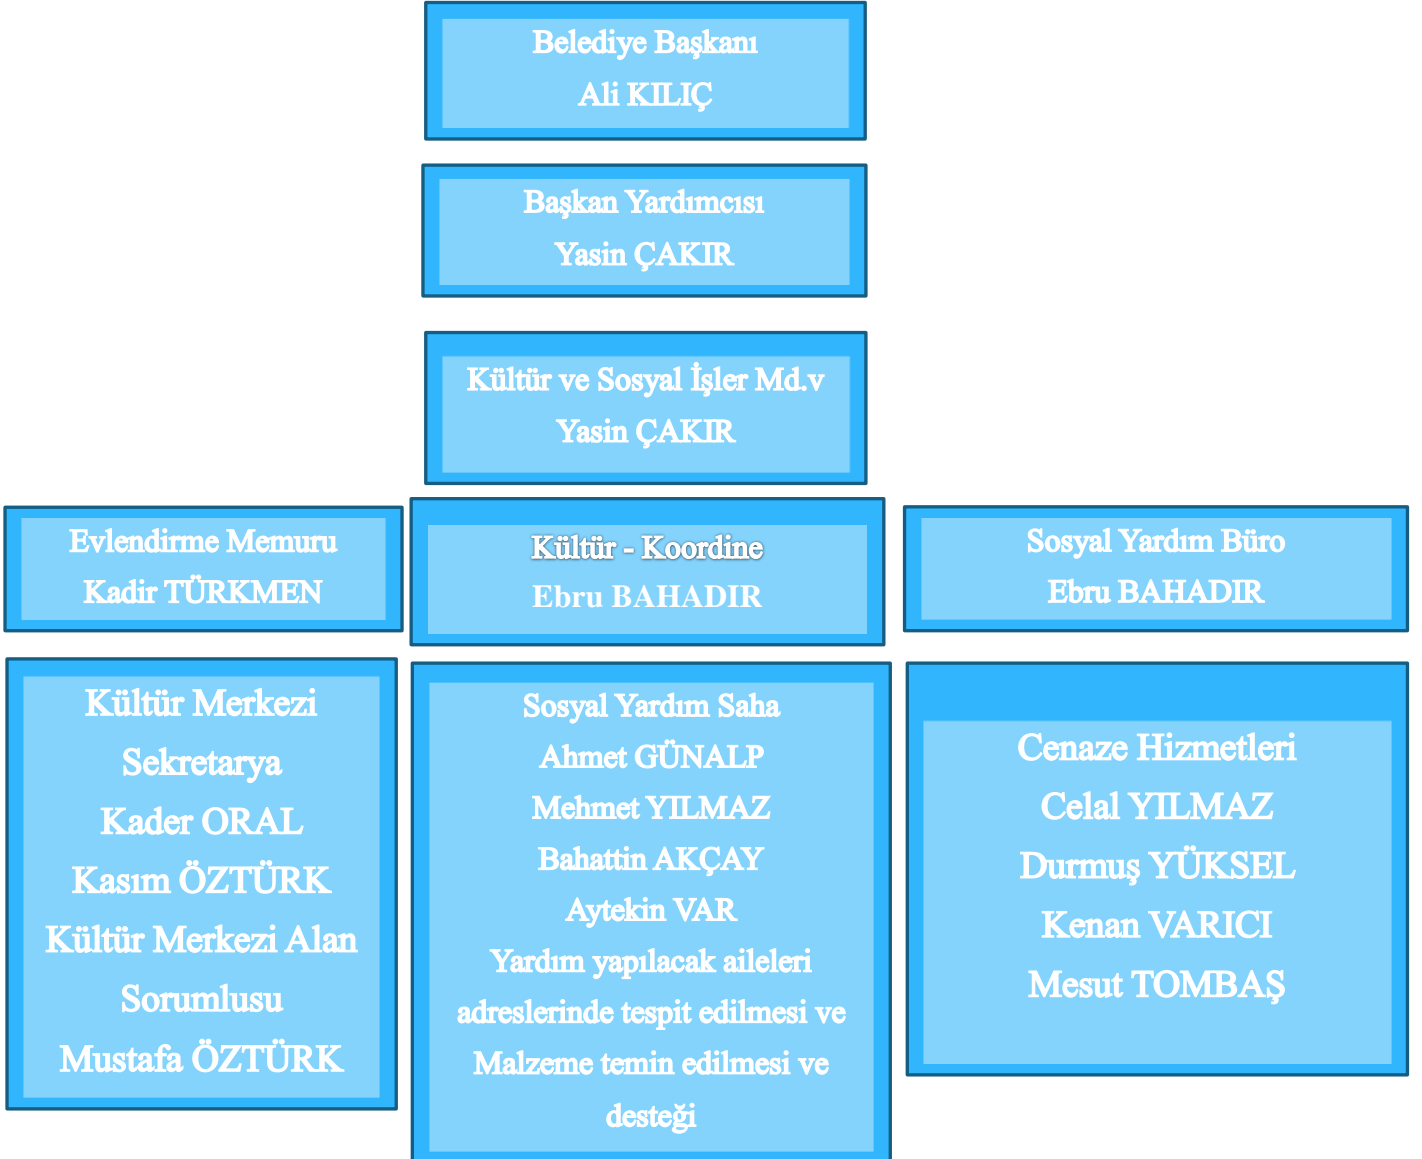 Belediye Başkanı
Ali KILIÇ
Başkan Yardımcısı
Yasin ÇAKIR
Kültür ve Sosyal İşler Md.v
Yasin ÇAKIR
Evlendirme Memuru
Kadir TÜRKMEN
Kültür - Koordine
Ebru BAHADIR
Sosyal Yardım Büro
Ebru BAHADIR
Kültür Merkezi
Sekretarya
Kader ORAL
Kasım ÖZTÜRK
Kültür Merkezi Alan
Sorumlusu
Mustafa ÖZTÜRK
Sosyal Yardım Saha
Ahmet GÜNALP
Mehmet YILMAZ
Bahattin AKÇAY
Aytekin VAR
Yardım yapılacak aileleri
adreslerinde tespit edilmesi ve
Malzeme temin edilmesi ve
desteği
Cenaze Hizmetleri
Celal YILMAZ
Durmuş YÜKSEL
Kenan VARICI
Mesut TOMBAŞ